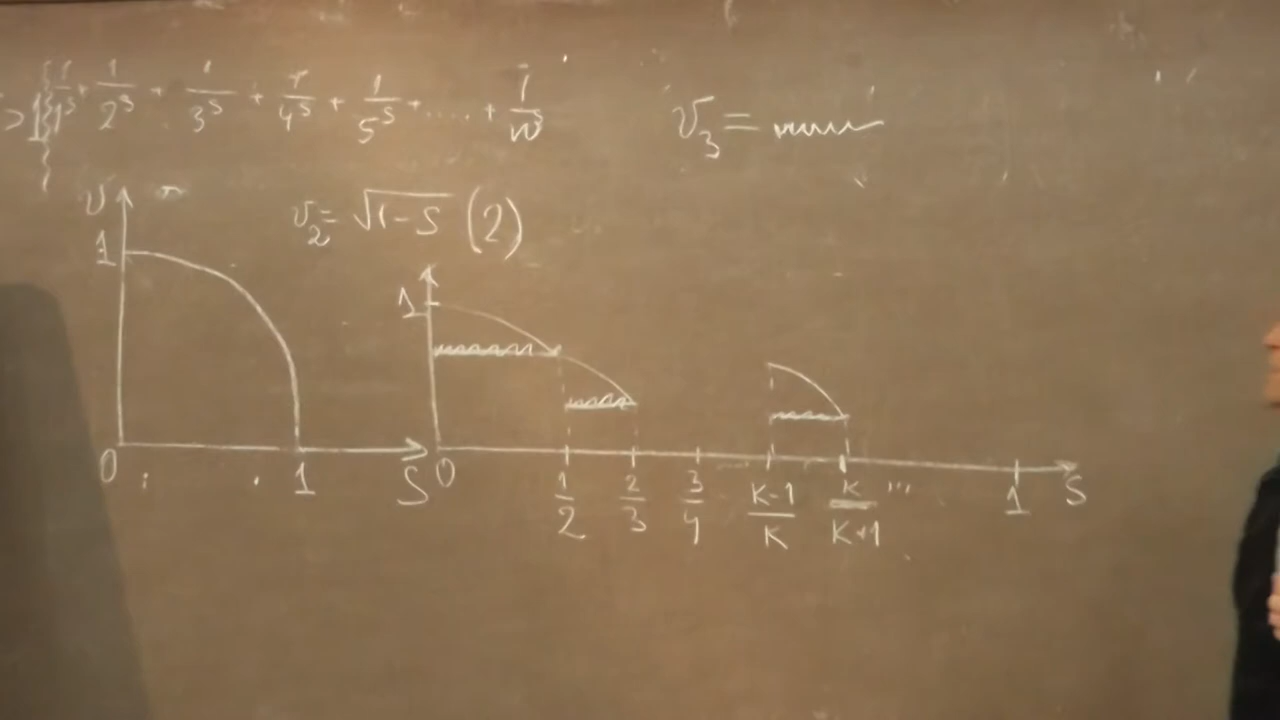 > 1/1^s + 1/2^s + 1/3^s + 1/4^s + 1/5^s + .... + 1/n^s
v_3 =
v
1
0
1
S
v_2 = √(1-S) (2)
1
0
1/2 2/3 3/4 K-1/K K/K+1 ... 1 S